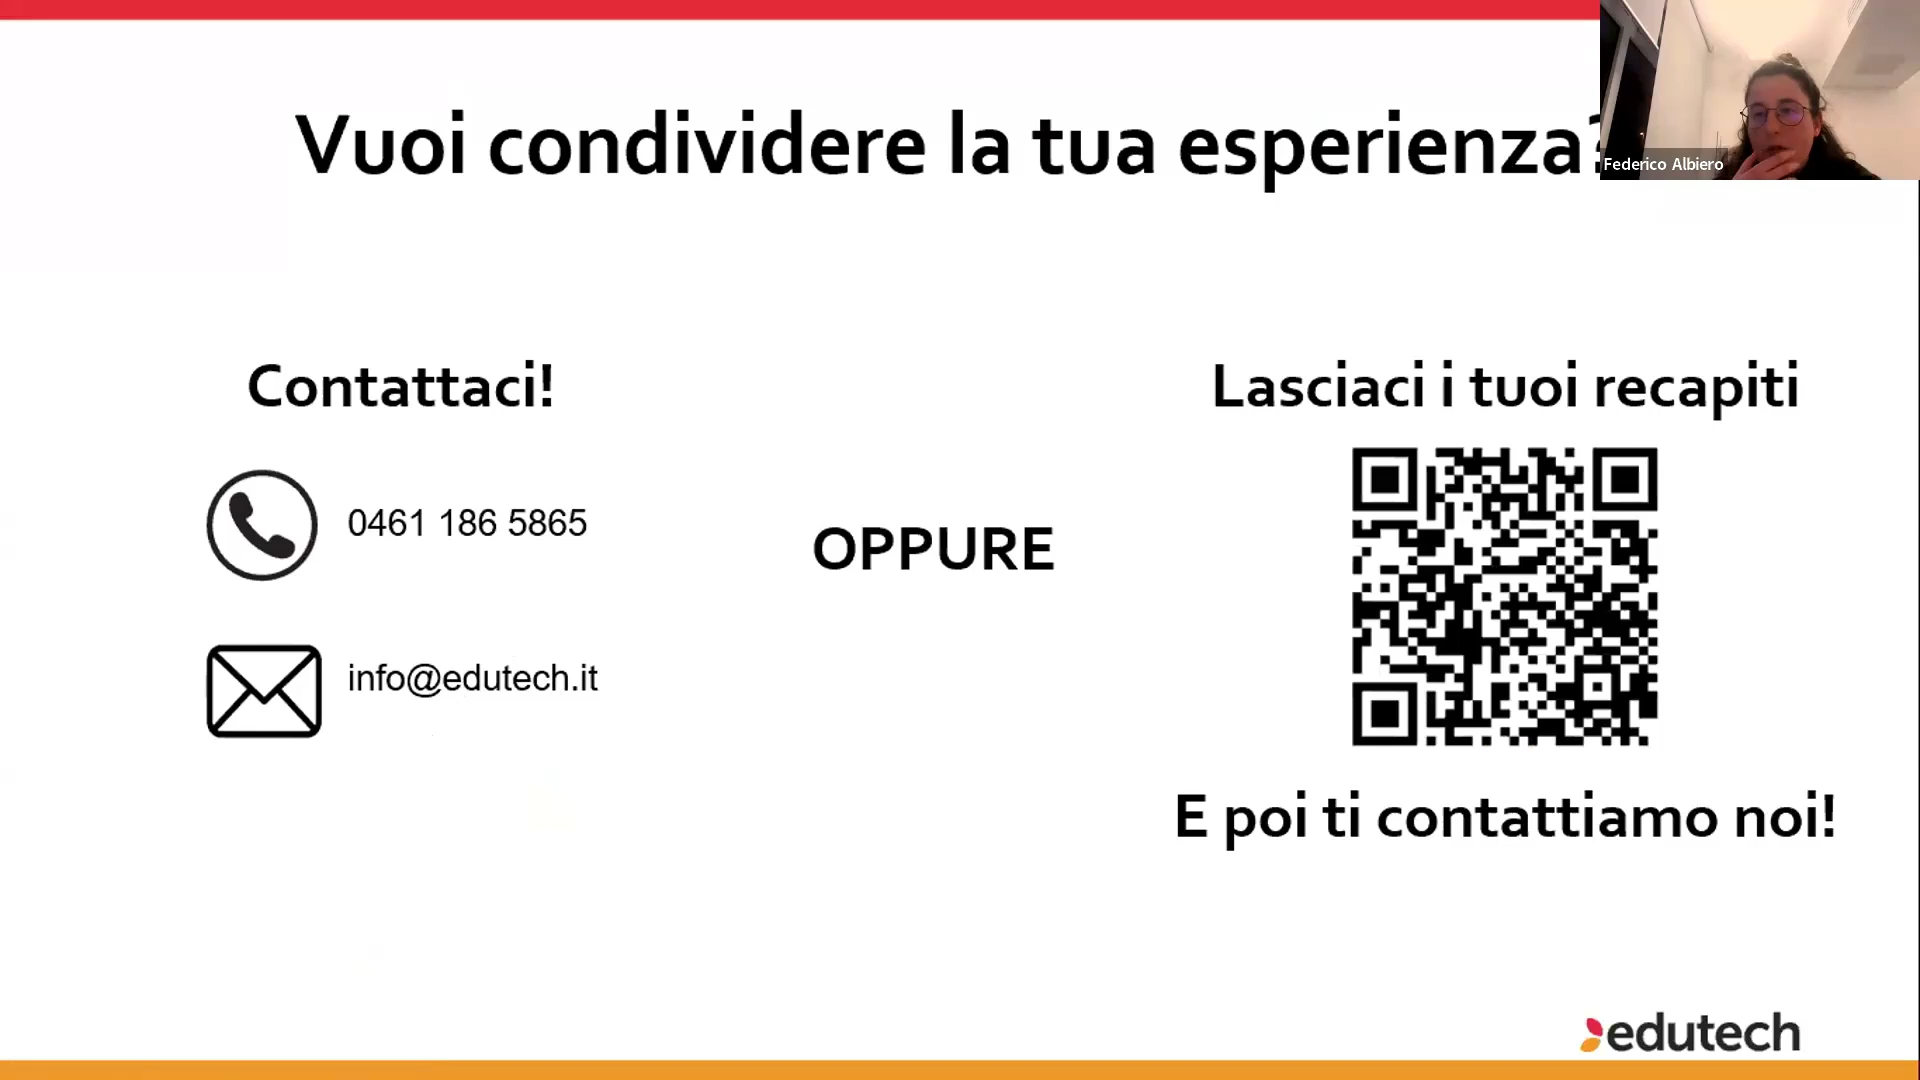 Vuoi condividere la tua esperienza?
Federico Albiero
Contattaci!
0461 186 5865
info@edutech.it
OPPURE
Lasciaci i tuoi recapiti
E poi ti contattiamo noi!
edutech